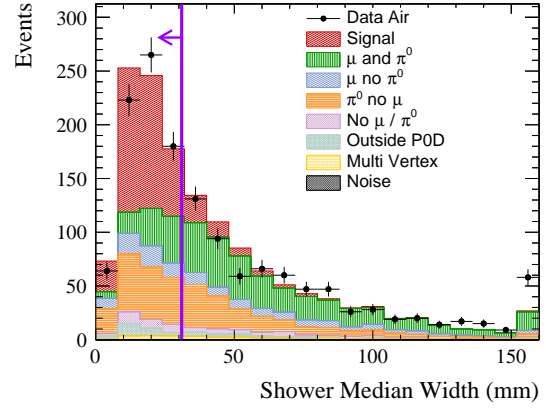 Events
300
250
200
150
100
50
0
0 50 100 150
Shower Median Width (mm)
Data Air
Signal
μ and π⁰
μ no π⁰
π⁰ no μ
No μ / π⁰
Outside P0D
Multi Vertex
Noise